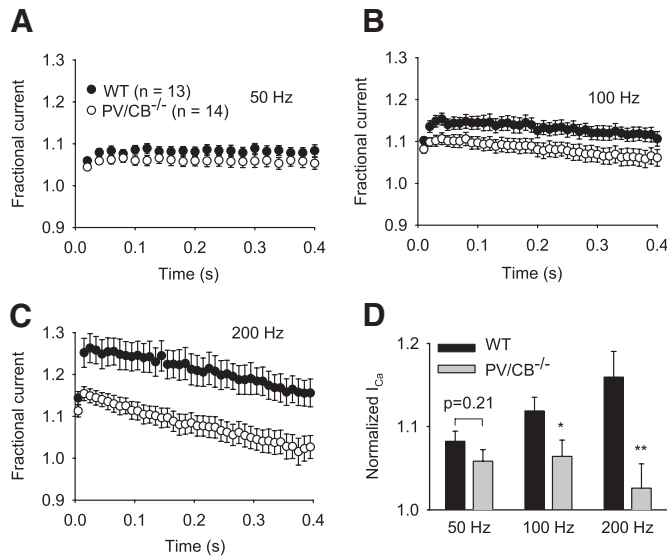 A
Fractional current
1.3
1.2
1.1
1.0
0.9
WT (n = 13)
PV/CB-/- (n = 14)
50 Hz
0.0 0.1 0.2 0.3 0.4
Time (s)
B
Fractional current
1.3
1.2
1.1
1.0
0.9
100 Hz
0.0 0.1 0.2 0.3 0.4
Time (s)
C
Fractional current
1.3
1.2
1.1
1.0
0.9
200 Hz
0.0 0.1 0.2 0.3 0.4
Time (s)
D
Normalized ICa
1.2
1.1
1.0
WT
PV/CB-/-
p=0.21
*
**
50 Hz 100 Hz 200 Hz